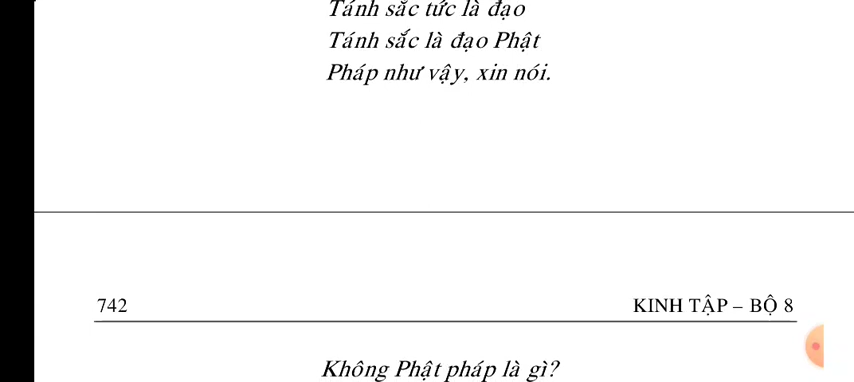 Tánh sắc tức là đạo
Tánh sắc là đạo Phật
Pháp như vậy, xin nói.
742
KINH TẬP – BỘ 8
Không Phật pháp là gì?